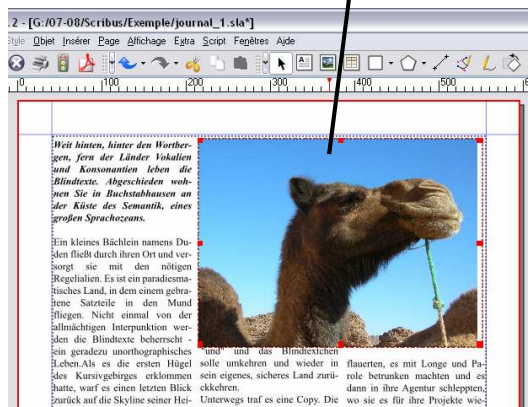 .2 - [G:/07-08/Scribus/Exemple/journal_1.sla*]
Style Objet Insérer Page Affichage Extra Script Fenêtres Aide
0 100 200 300 400 500
Weit hinten, hinter den Wortber-
gen, fern der Länder Vokalien
und Konsonantien leben die
Blindtexte. Abgeschieden woh-
nen Sie in Buchstabhausen an
der Küste des Semantik, eines
großen Sprachozeans.
Ein kleines Bächlein namens Du-
den fließt durch ihren Ort und ver-
sorgt sie mit den nötigen
Regelialien. Es ist ein paradiesma-
tisches Land, in dem einem gebra-
tene Satzteile in den Mund
fliegen. Nicht einmal von der
allmächtigen Interpunktion wer-
den die Blindtexte beherrscht -
ein geradezu unorthographisches
Leben.Als es die ersten Hügel
des Kursivgebirges erklommen
hatte, warf es einen letzten Blick
zurück auf die Skyline seiner Hei-
"und" und das Blindtextchen
solle umkehren und wieder in
sein eigenes, sicheres Land zurü-
ckkehren.
Unterwegs traf es eine Copy. Die
flauerten, es mit Longe und Pa-
role betrunken machten und es
dann in ihre Agentur schleppten,
wo sie es für ihre Projekte wie-